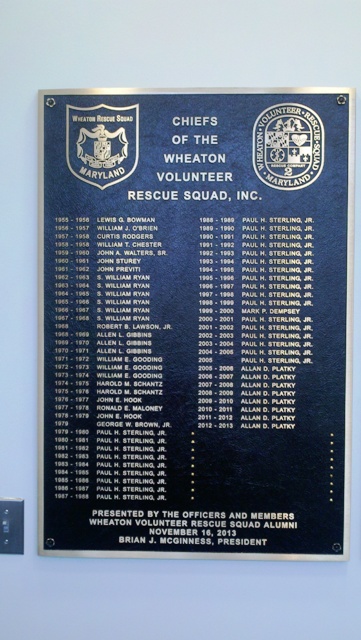 WHEATON RESCUE SQUAD
MARYLAND
CHIEFS
OF THE
WHEATON
VOLUNTEER
RESCUE SQUAD, INC.
WHEATON • VOLUNTEER • RESCUE • SQUAD
RESCUE COMPANY
2
MARYLAND
1955 - 1956 LEWIS G. BOWMAN
1956 - 1957 WILLIAM J. O'BRIEN
1957 - 1958 CURTIS RODGERS
1958 - 1959 WILLIAM T. CHESTER
1959 - 1960 JOHN A. WALTERS, SR.
1960 - 1961 JOHN STUREY
1961 - 1962 JOHN PREVITI
1962 - 1963 S. WILLIAM RYAN
1963 - 1964 S. WILLIAM RYAN
1964 - 1965 S. WILLIAM RYAN
1965 - 1966 S. WILLIAM RYAN
1966 - 1967 S. WILLIAM RYAN
1967 - 1968 S. WILLIAM RYAN
1968 ROBERT B. LAWSON, JR.
1968 - 1969 ALLEN L. GIBBINS
1969 - 1970 ALLEN L. GIBBINS
1970 - 1971 ALLEN L. GIBBINS
1971 - 1972 WILLIAM E. GOODING
1972 - 1973 WILLIAM E. GOODING
1973 - 1974 WILLIAM E. GOODING
1974 - 1975 HAROLD M. SCHANTZ
1975 - 1976 HAROLD M. SCHANTZ
1976 - 1977 JOHN E. HOOK
1977 - 1978 RONALD E. MALONEY
1978 - 1979 JOHN E. HOOK
1979 GEORGE W. BROWN, JR.
1979 - 1980 PAUL H. STERLING, JR.
1980 - 1981 PAUL H. STERLING, JR.
1981 - 1982 PAUL H. STERLING, JR.
1982 - 1983 PAUL H. STERLING, JR.
1983 - 1984 PAUL H. STERLING, JR.
1984 - 1985 PAUL H. STERLING, JR.
1985 - 1986 PAUL H. STERLING, JR.
1986 - 1987 PAUL H. STERLING, JR.
1987 - 1988 PAUL H. STERLING, JR.
1988 - 1989 PAUL H. STERLING, JR.
1989 - 1990 PAUL H. STERLING, JR.
1990 - 1991 PAUL H. STERLING, JR.
1991 - 1992 PAUL H. STERLING, JR.
1992 - 1993 PAUL H. STERLING, JR.
1993 - 1994 PAUL H. STERLING, JR.
1994 - 1995 PAUL H. STERLING, JR.
1995 - 1996 PAUL H. STERLING, JR.
1996 - 1997 PAUL H. STERLING, JR.
1997 - 1998 PAUL H. STERLING, JR.
1998 - 1999 PAUL H. STERLING, JR.
1999 - 2000 MARK P. DEMPSEY
2000 - 2001 PAUL H. STERLING, JR.
2001 - 2002 PAUL H. STERLING, JR.
2002 - 2003 PAUL H. STERLING, JR.
2003 - 2004 PAUL H. STERLING, JR.
2004 - 2005 PAUL H. STERLING, JR.
PAUL H. STERLING, JR.
2005 - 2006 ALLAN D. PLATKY
2006 - 2007 ALLAN D. PLATKY
2007 - 2008 ALLAN D. PLATKY
2008 - 2009 ALLAN D. PLATKY
2009 - 2010 ALLAN D. PLATKY
2010 - 2011 ALLAN D. PLATKY
2011 - 2012 ALLAN D. PLATKY
2012 - 2013 ALLAN D. PLATKY
PRESENTED BY THE OFFICERS AND MEMBERS
WHEATON VOLUNTEER RESCUE SQUAD ALUMNI
NOVEMBER 16, 2013
BRIAN J. MCGINNESS, PRESIDENT